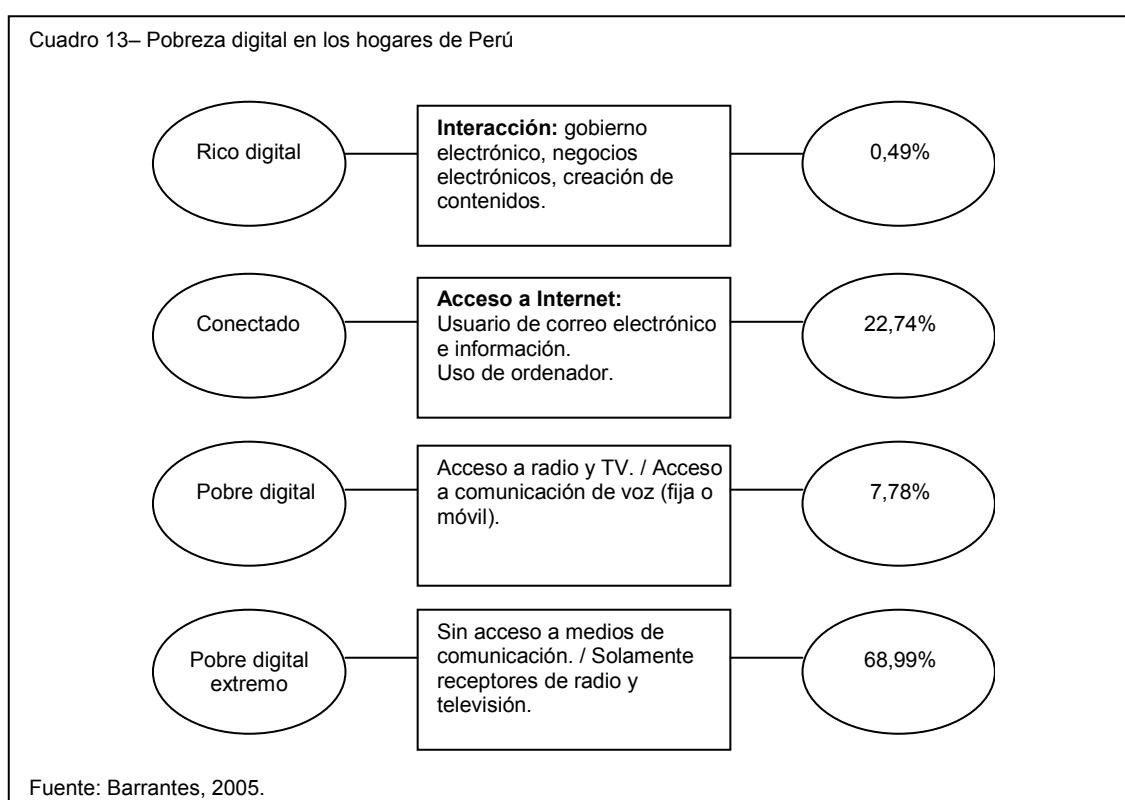 Cuadro 13– Pobreza digital en los hogares de Perú
Rico digital
Interacción: gobierno
electrónico, negocios
electrónicos, creación de
contenidos.
0,49%
Conectado
Acceso a Internet:
Usuario de correo electrónico
e información.
Uso de ordenador.
22,74%
Pobre digital
Acceso a radio y TV. / Acceso
a comunicación de voz (fija o
móvil).
7,78%
Pobre digital
extremo
Sin acceso a medios de
comunicación. / Solamente
receptores de radio y
televisión.
68,99%
Fuente: Barrantes, 2005.